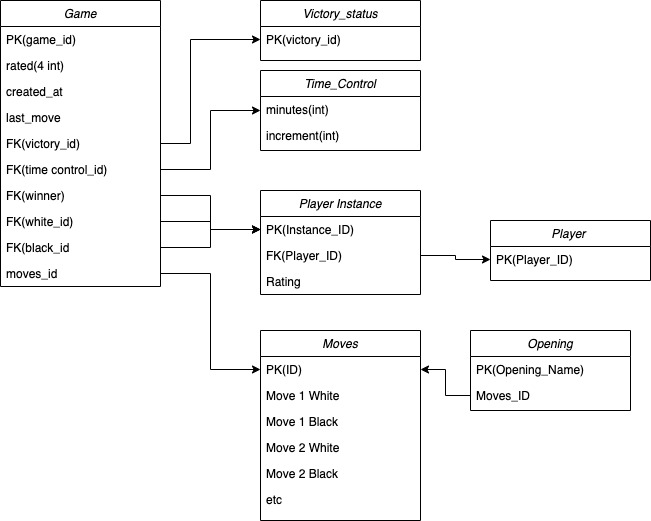 Game
PK(game_id)
rated(4 int)
created_at
last_move
FK(victory_id)
FK(time control_id)
FK(winner)
FK(white_id)
FK(black_id
moves_id
Victory_status
PK(victory_id)
Time_Control
minutes(int)
increment(int)
Player Instance
PK(Instance_ID)
FK(Player_ID)
Rating
Player
PK(Player_ID)
Moves
PK(ID)
Move 1 White
Move 1 Black
Move 2 White
Move 2 Black
etc
Opening
PK(Opening_Name)
Moves_ID